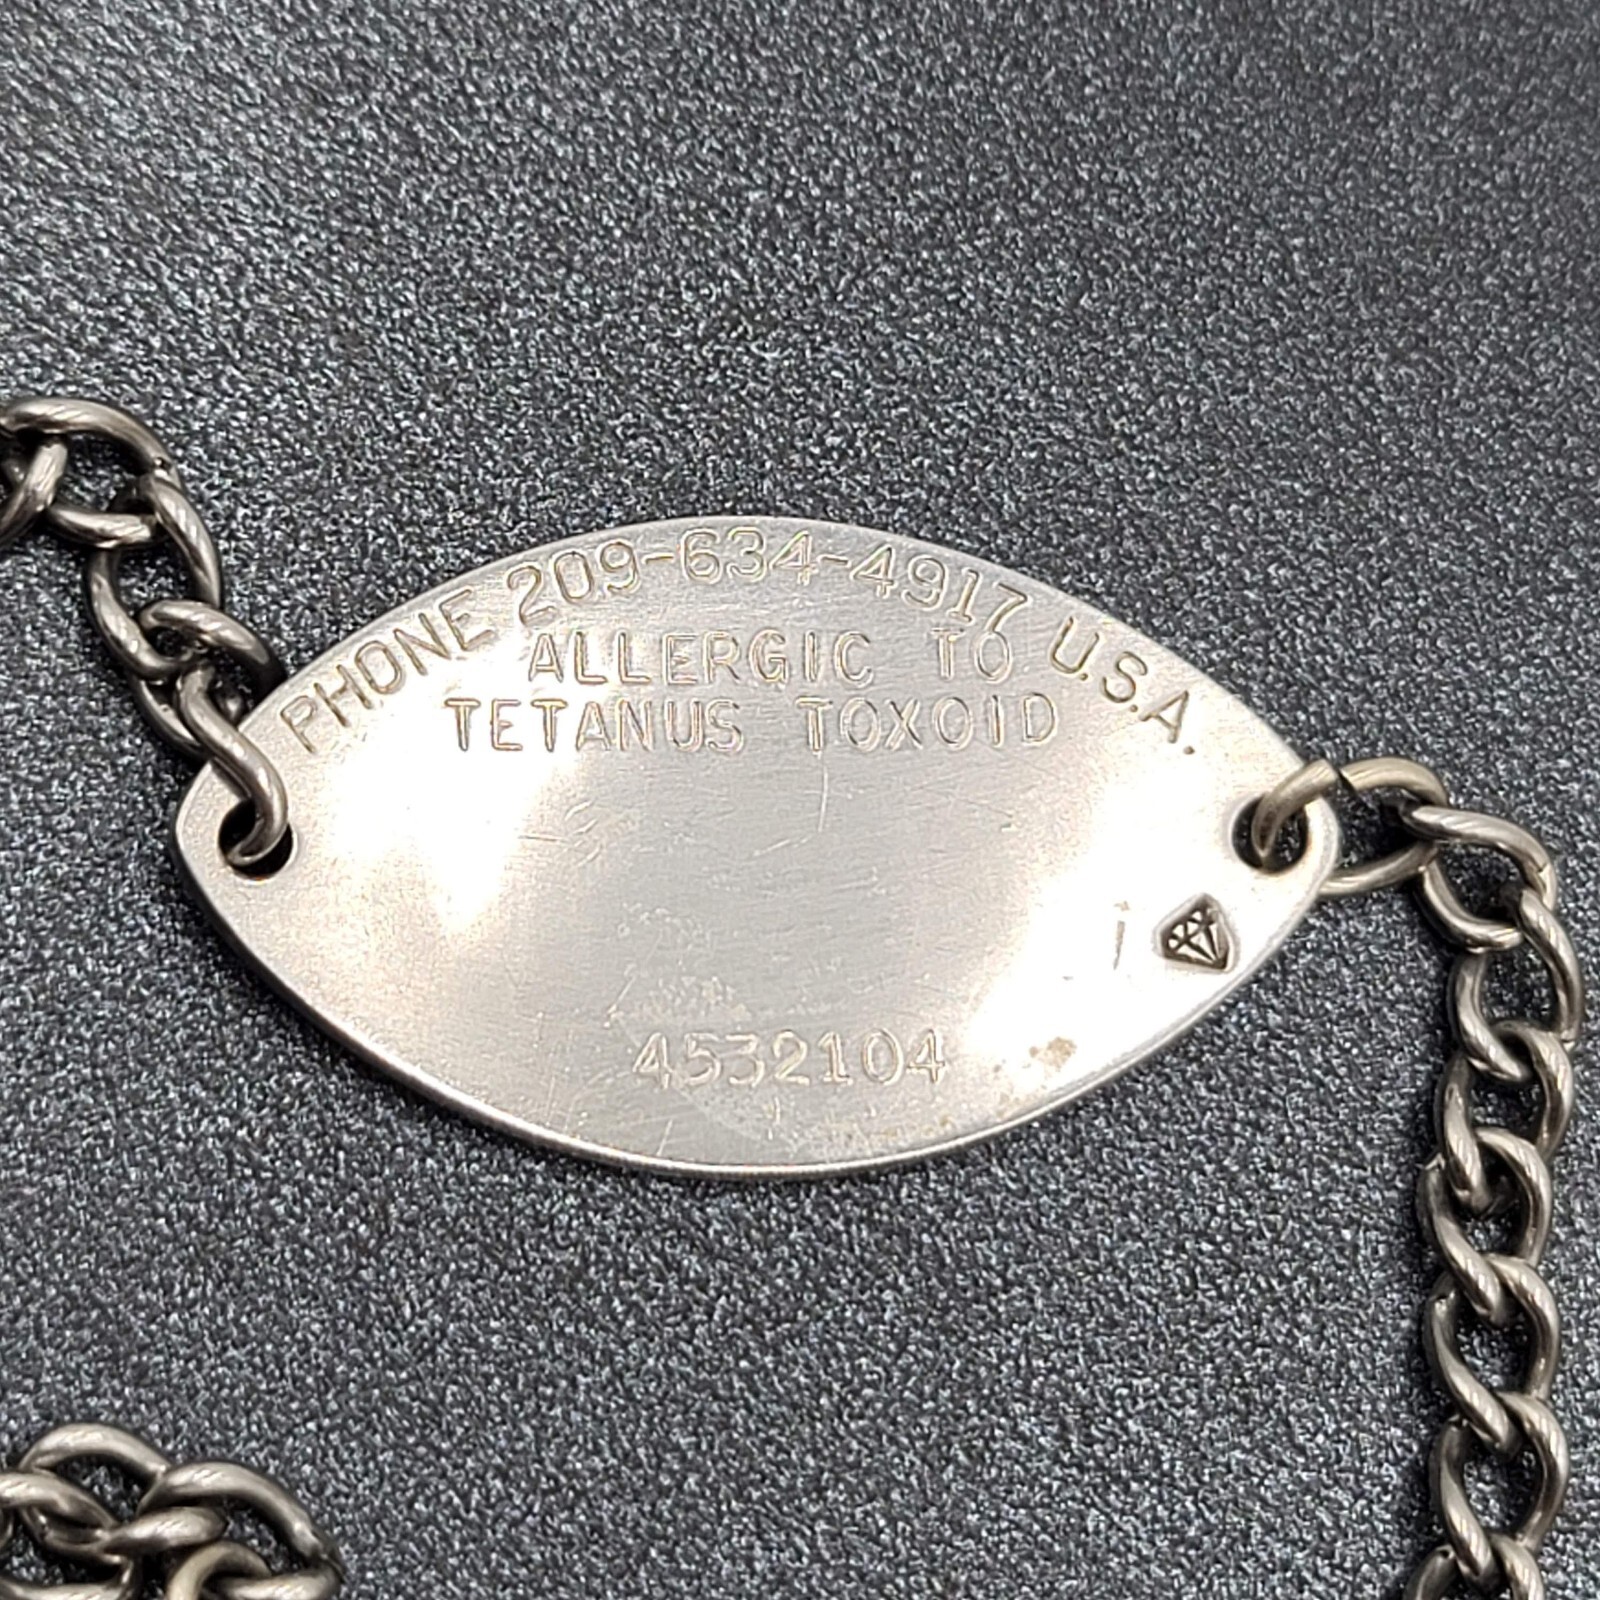 PHONE 209-634-4917 U.S.A.
ALLERGIC TO
TETANUS TOXOID
4532104